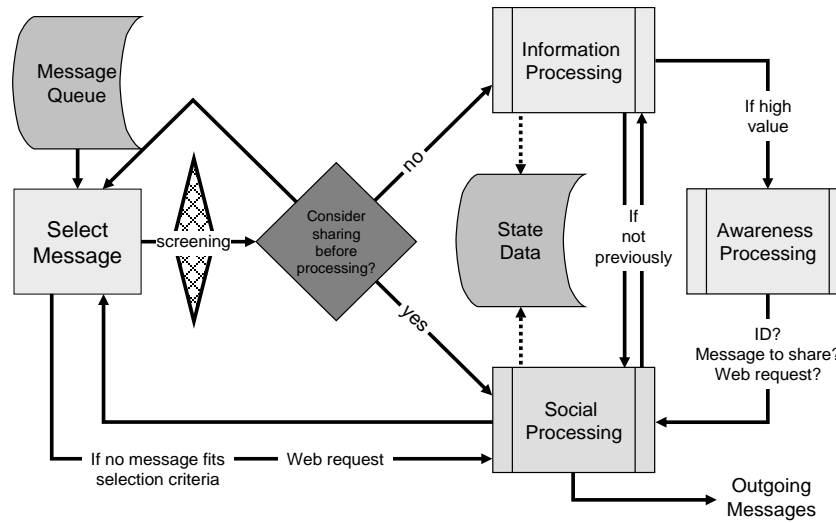 Message
Queue
Information
Processing
If high
value
no
Select
Message
screening
Consider
sharing
before
processing?
State
Data
If
not
previously
Awareness
Processing
yes
ID?
Message to share?
Web request?
Social
Processing
If no message fits
selection criteria
Web request
Outgoing
Messages